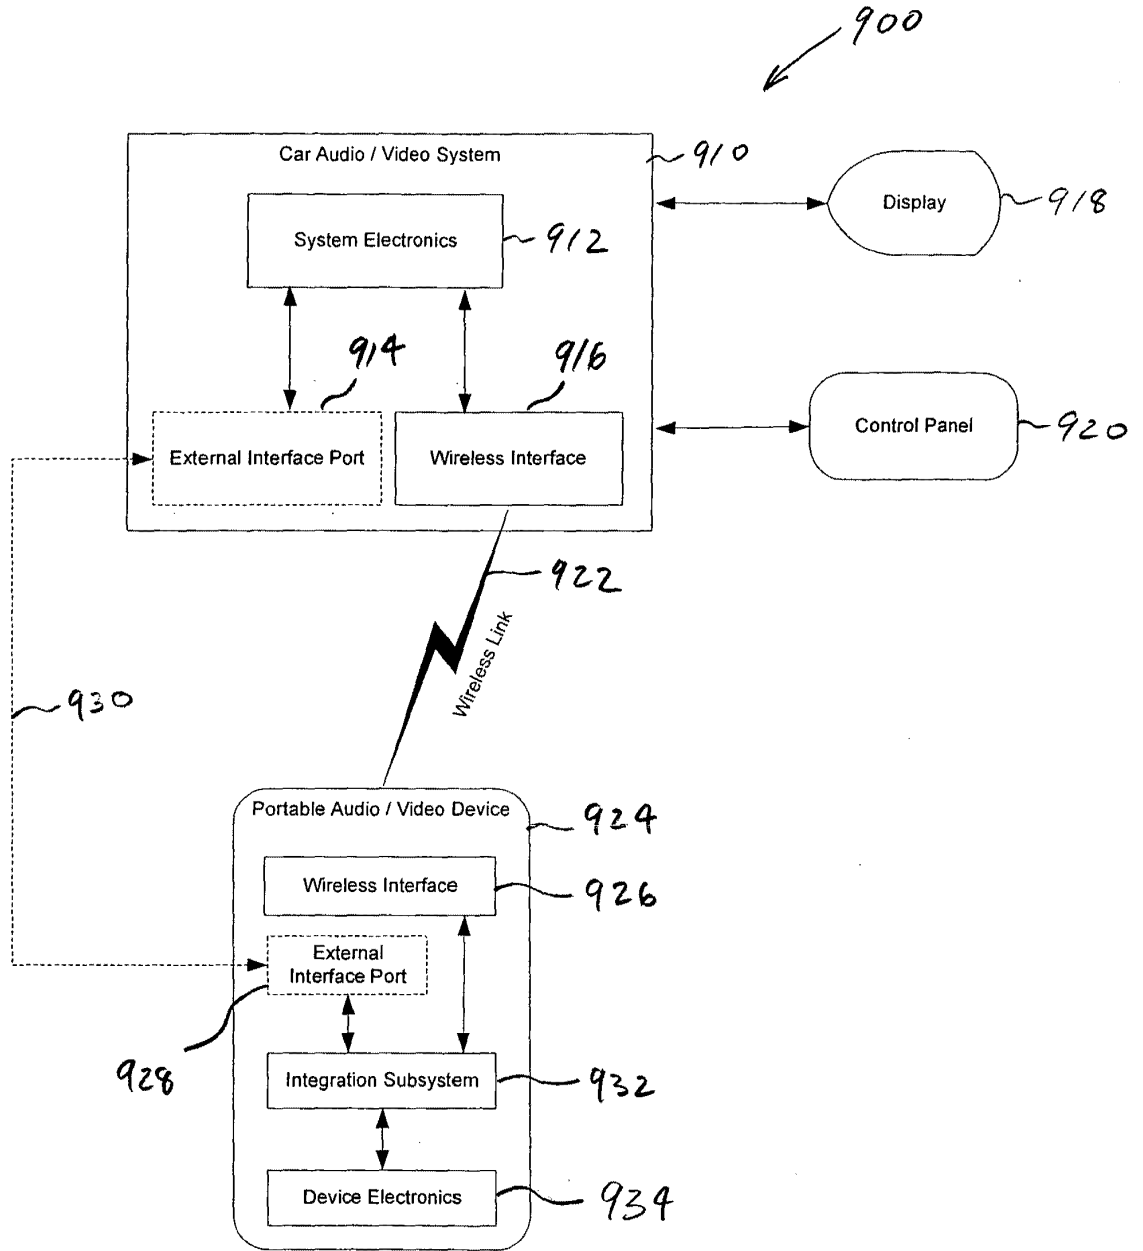 900
Car Audio / Video System
910
Display
918
System Electronics
912
914
916
External Interface Port
Wireless Interface
Control Panel
920
922
Wireless Link
930
Portable Audio / Video Device
924
Wireless Interface
926
External
Interface Port
928
Integration Subsystem
932
Device Electronics
934